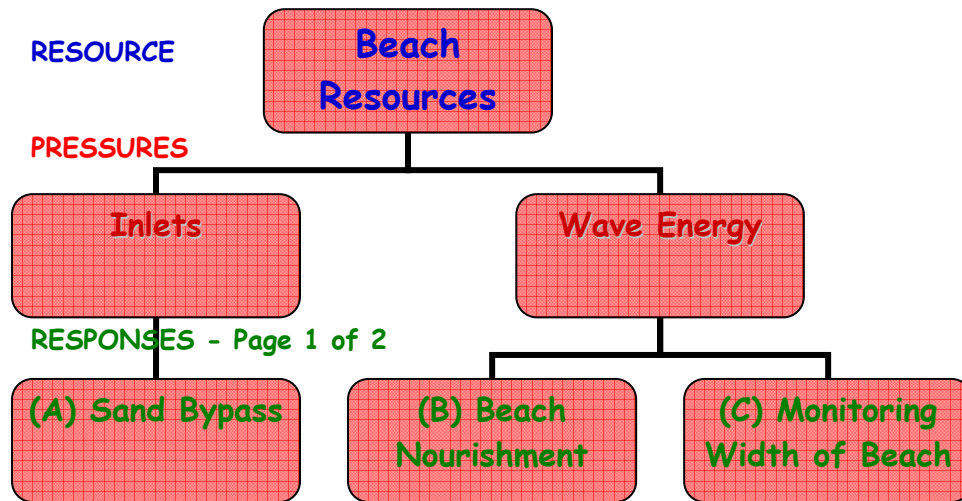 RESOURCE
Beach
Resources
PRESSURES
Inlets
Wave Energy
RESPONSES - Page 1 of 2
(A) Sand Bypass
(B) Beach
Nourishment
(C) Monitoring
Width of Beach